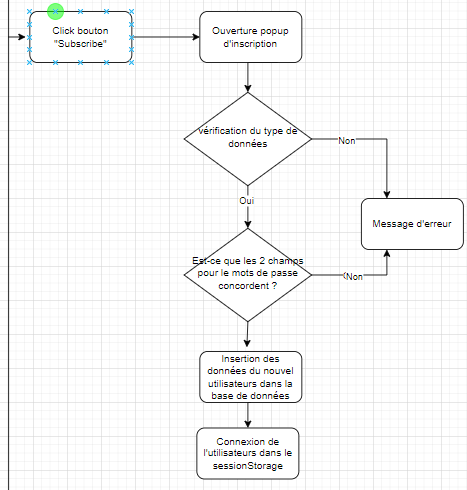 Click bouton
"Subscribe"
Ouverture popup
d'inscription
Vérification du type de
données
Non
Oui
Message d'erreur
Est-ce que les 2 champs
pour le mots de passe
concordent ?
Non
Insertion des
données du nouvel
utilisateurs dans la
base de données
Connexion de
l'utilisateurs dans le
sessionStorage